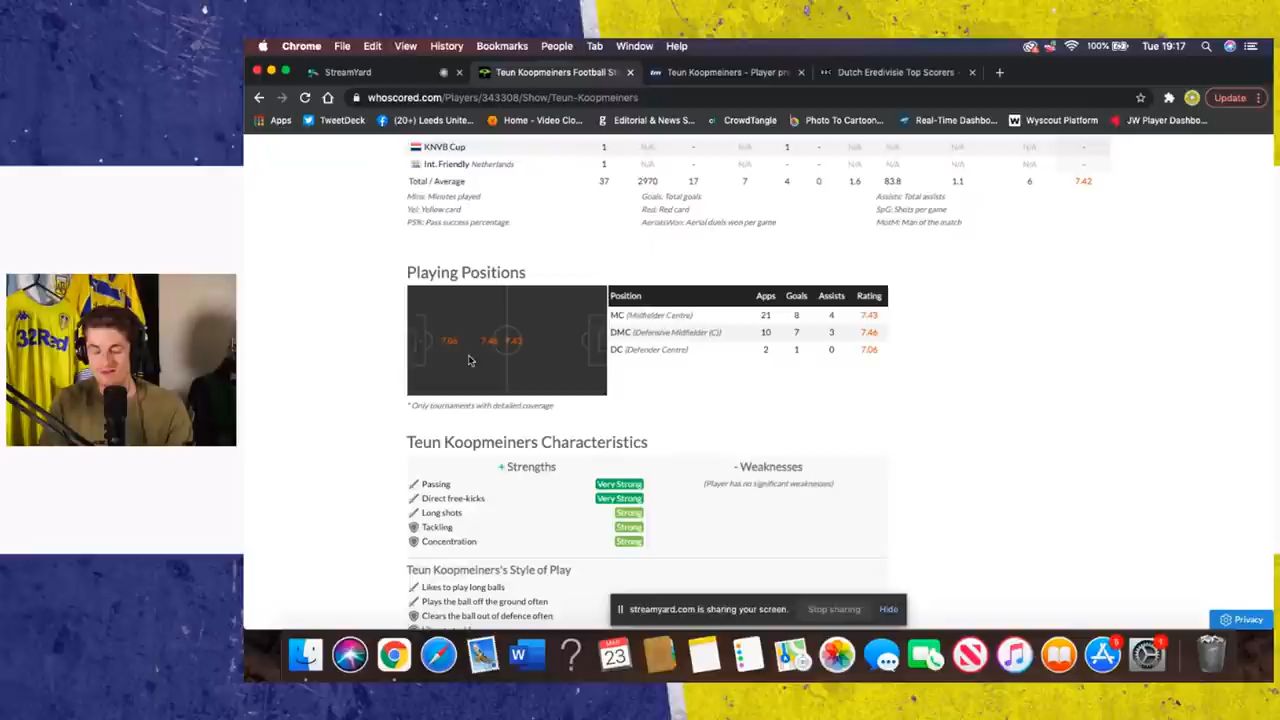 Chrome File Edit View History Bookmarks People Tab Window Help 100% Tue 19:17
StreamYard Teun Koopmeiners Football St Teun Koopmeiners - Player pr Dutch Eredivisie Top Scorers
whoscored.com/Players/343308/Show/Teun-Koopmeiners Update
Apps TweetDeck (20+) Leeds Unite... Home - Video Clo... Editorial & News S... CrowdTangle Photo To Cartoon... Real-Time Dashbo... Wyscout Platform JW Player Dashbo...
KNVB Cup 1 N/A - N/A 1 - N/A N/A N/A N/A -
Int. Friendly Netherlands 1 N/A - N/A - - N/A N/A N/A N/A -
Total / Average 37 2970 17 7 4 0 1.6 83.8 1.1 6 7.42
Mins: Minutes played Goals: Total goals Assists: Total assists
Yel: Yellow card Red: Red card SpG: Shots per game
PS%: Pass success percentage AerialsWon: Aerial duels won per game MotM: Man of the match
Playing Positions
Position Apps Goals Assists Rating
MC (Midfielder Centre) 21 8 4 7.43
DMC (Defensive Midfielder (C)) 10 7 3 7.46
DC (Defender Centre) 2 1 0 7.06
7.06 7.46 7.43
* Only tournaments with detailed coverage
Teun Koopmeiners Characteristics
+ Strengths - Weaknesses
Passing Very Strong (Player has no significant weaknesses)
Direct free-kicks Very Strong
Long shots Strong
Tackling Strong
Concentration Strong
Teun Koopmeiners's Style of Play
Likes to play long balls
Plays the ball off the ground often
Clears the ball out of defence often
streamyard.com is sharing your screen. Stop sharing Hide
Privacy
32Red
MAR
23
W
6
1